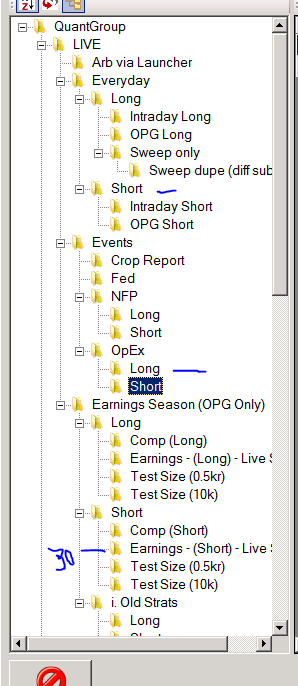 QuantGroup
LIVE
Arb via Launcher
Everyday
Long
Intraday Long
OPG Long
Sweep only
Sweep dupe (diff sub
Short
Intraday Short
OPG Short
Events
Crop Report
Fed
NFP
Long
Short
OpEx
Long
Short
Earnings Season (OPG Only)
Long
Comp (Long)
Earnings - (Long) - Live S
Test Size (0.5kr)
Test Size (10k)
Short
Comp (Short)
30 Earnings - (Short) - Live S
Test Size (0.5kr)
Test Size (10k)
i. Old Strats
Long